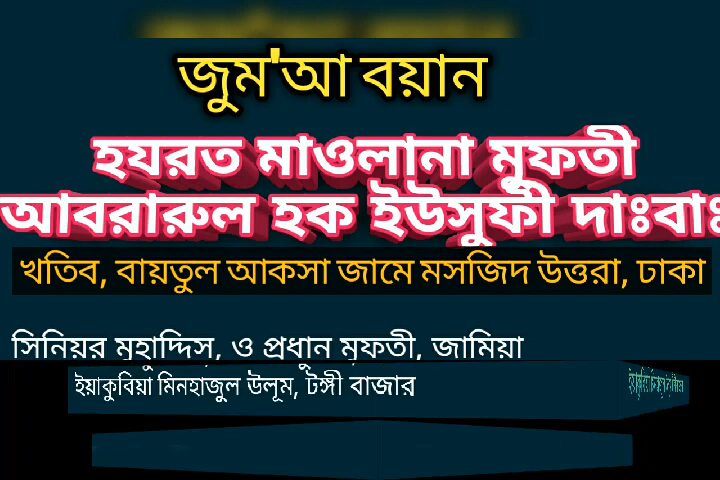 জুম'আ বয়ান
হযরত মাওলানা মুফতী
আবরারুল হক ইউসুফী দাঃবাঃ
খতিব, বায়তুল আকসা জামে মসজিদ উত্তরা, ঢাকা
সিনিয়র মুহাদ্দিস, ও প্রধান মুফতী, জামিয়া
ইয়াকুবিয়া মিনহাজুল উলূম, টঙ্গী বাজার